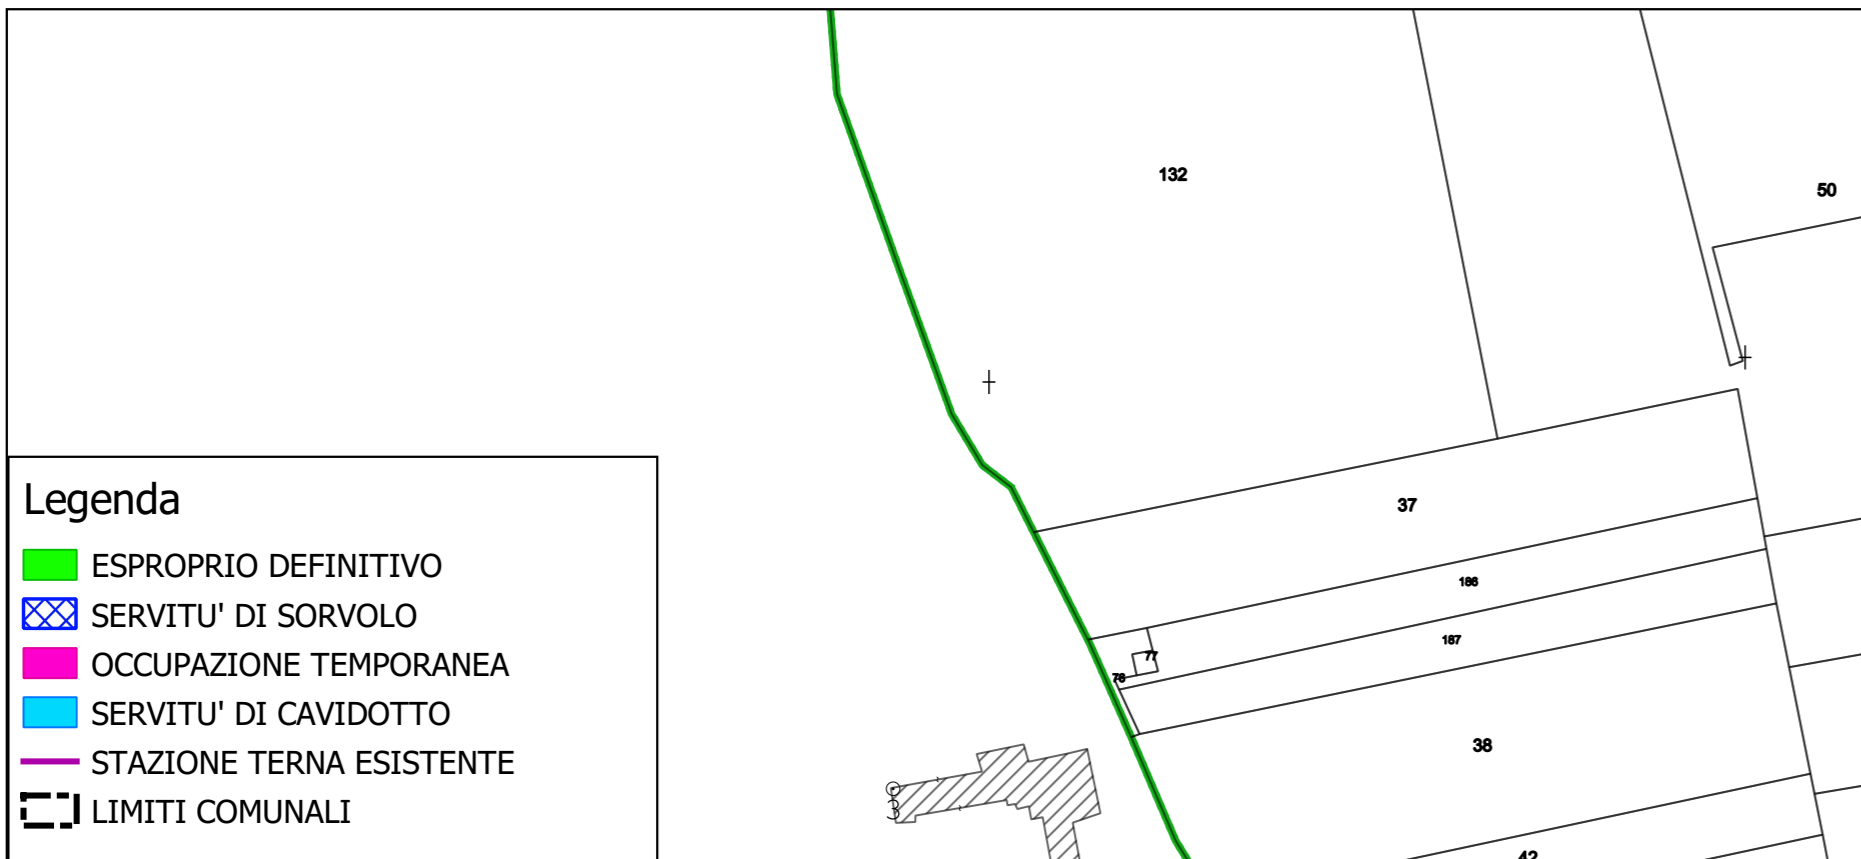 132
50
37
186
187
77
76
38
42
Legenda
ESPROPRIO DEFINITIVO
SERVITU' DI SORVOLO
OCCUPAZIONE TEMPORANEA
SERVITU' DI CAVIDOTTO
STAZIONE TERNA ESISTENTE
LIMITI COMUNALI